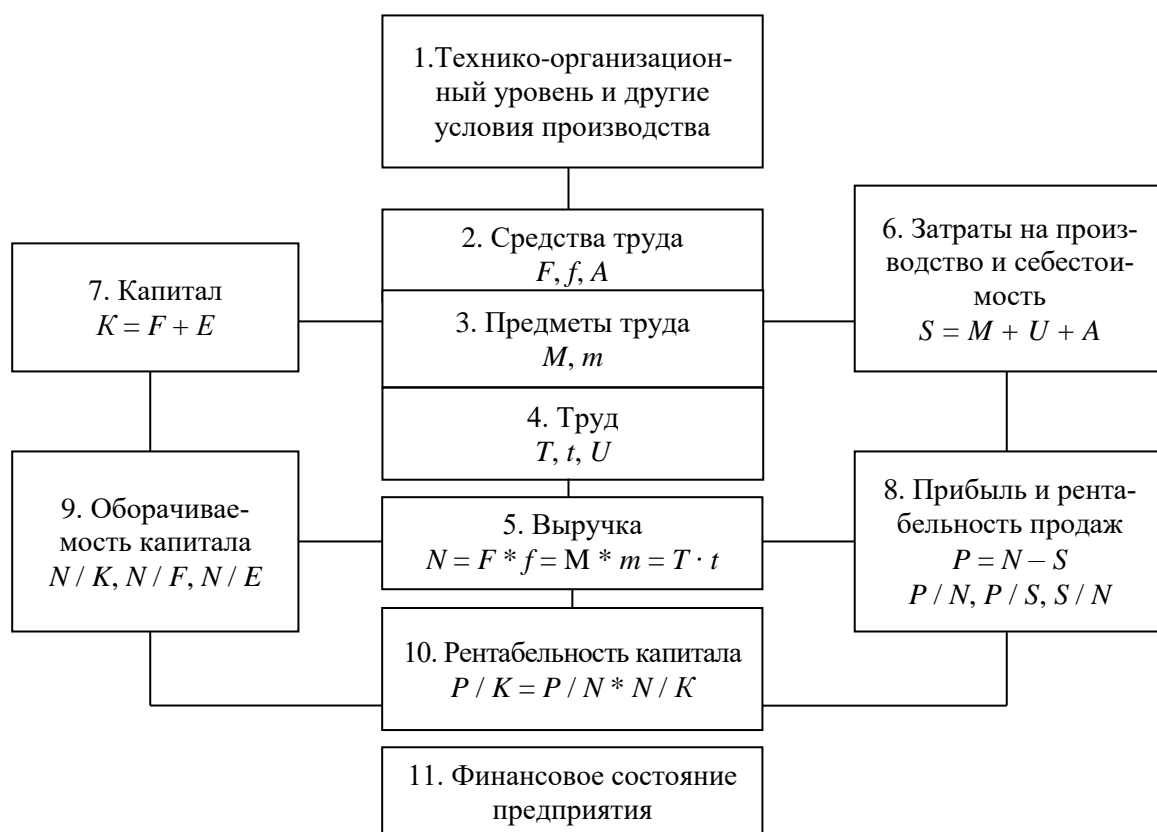 1.Технико-организацион-
ный уровень и другие
условия производства
2. Средства труда
F, f, A
6. Затраты на произ-
водство и себестои-
мость
S = M + U + A
7. Капитал
К = F + E
3. Предметы труда
M, m
4. Труд
T, t, U
9. Оборачивае-
мость капитала
N / K, N / F, N / E
5. Выручка
N = F * f = М * m = T · t
8. Прибыль и рента-
бельность продаж
P = N – S
P / N, P / S, S / N
10. Рентабельность капитала
P / K = P / N * N / К
11. Финансовое состояние
предприятия